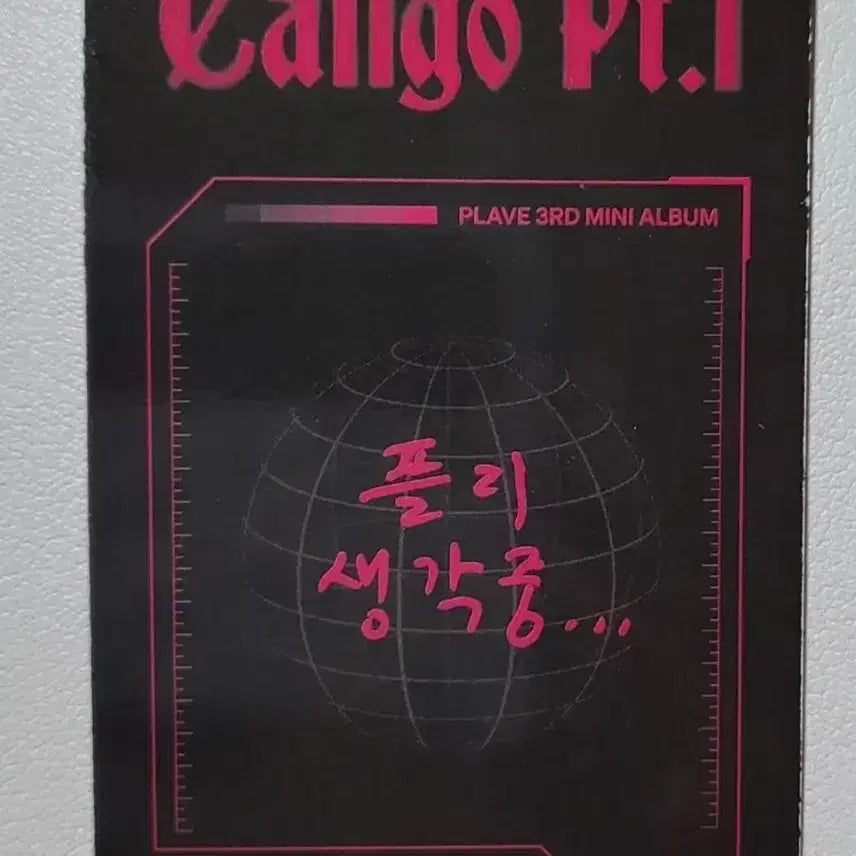 Caligo Pt.1
PLAVE 3RD MINI ALBUM
플리
생각중...